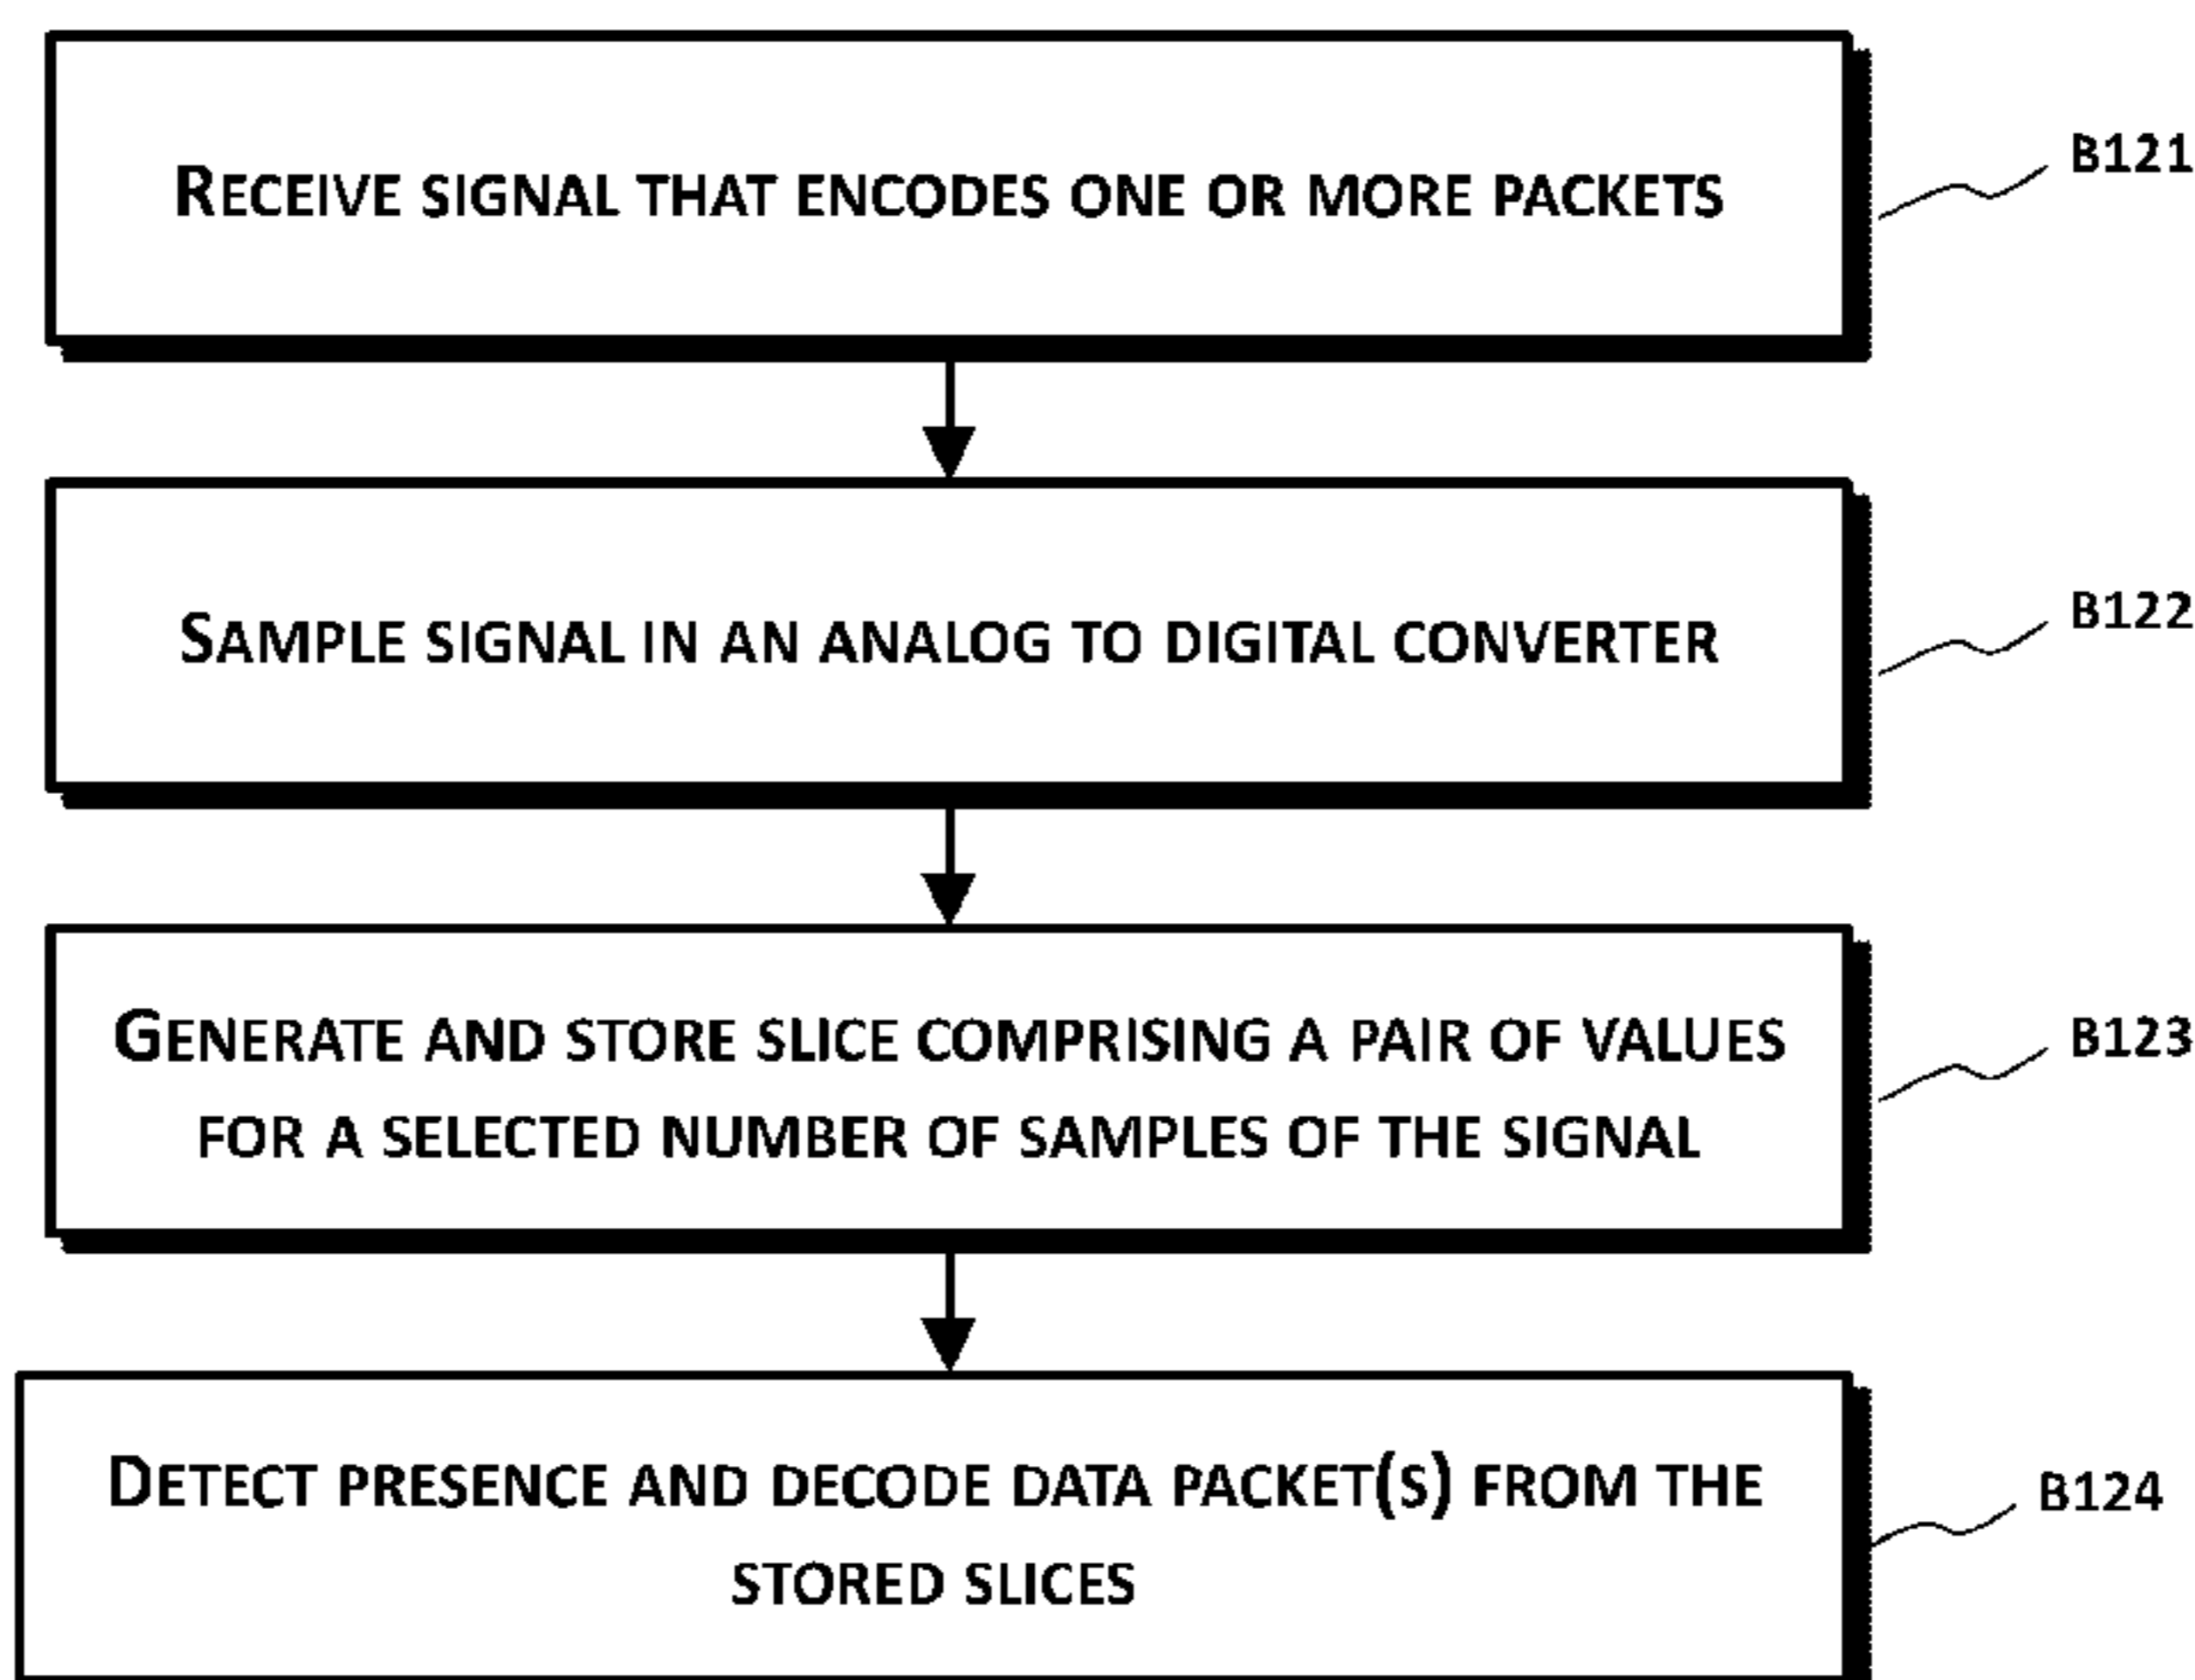 RECEIVE SIGNAL THAT ENCODES ONE OR MORE PACKETS
B121
SAMPLE SIGNAL IN AN ANALOG TO DIGITAL CONVERTER
B122
GENERATE AND STORE SLICE COMPRISING A PAIR OF VALUES
FOR A SELECTED NUMBER OF SAMPLES OF THE SIGNAL
B123
DETECT PRESENCE AND DECODE DATA PACKET(S) FROM THE
STORED SLICES
B124